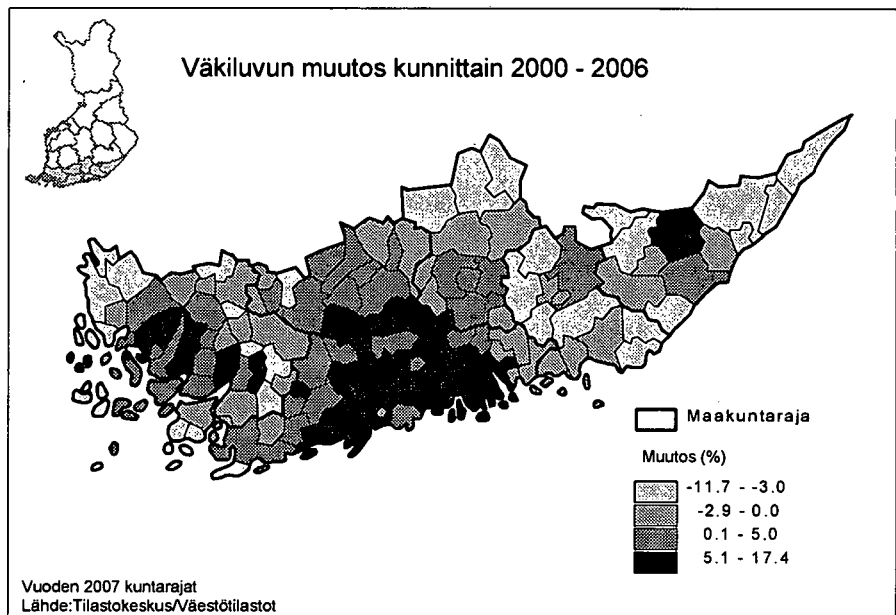 Väkiluvun muutos kunnittain 2000 - 2006
Maakuntaraja
Muutos (%)
-11.7 - -3.0
-2.9 - 0.0
0.1 - 5.0
5.1 - 17.4
Vuoden 2007 kuntarajat
Lähde:Tilastokeskus/Väestötilastot